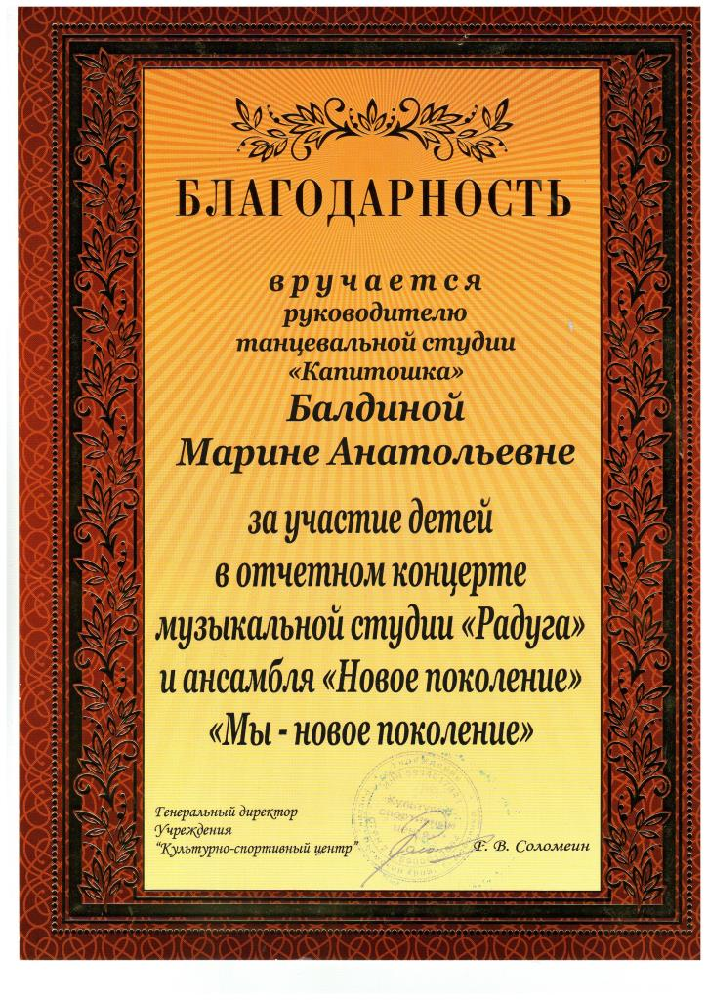 БЛАГОДАРНОСТЬ
вручается
руководителю
танцевальной студии
«Капитошка»
Балдиной
Марине Анатольевне
за участие детей
в отчетном концерте
музыкальной студии «Радуга»
и ансамбля «Новое поколение»
«Мы - новое поколение»
Генеральный директор
Учреждения
“Культурно-спортивный центр”
Г. В. Соломеин